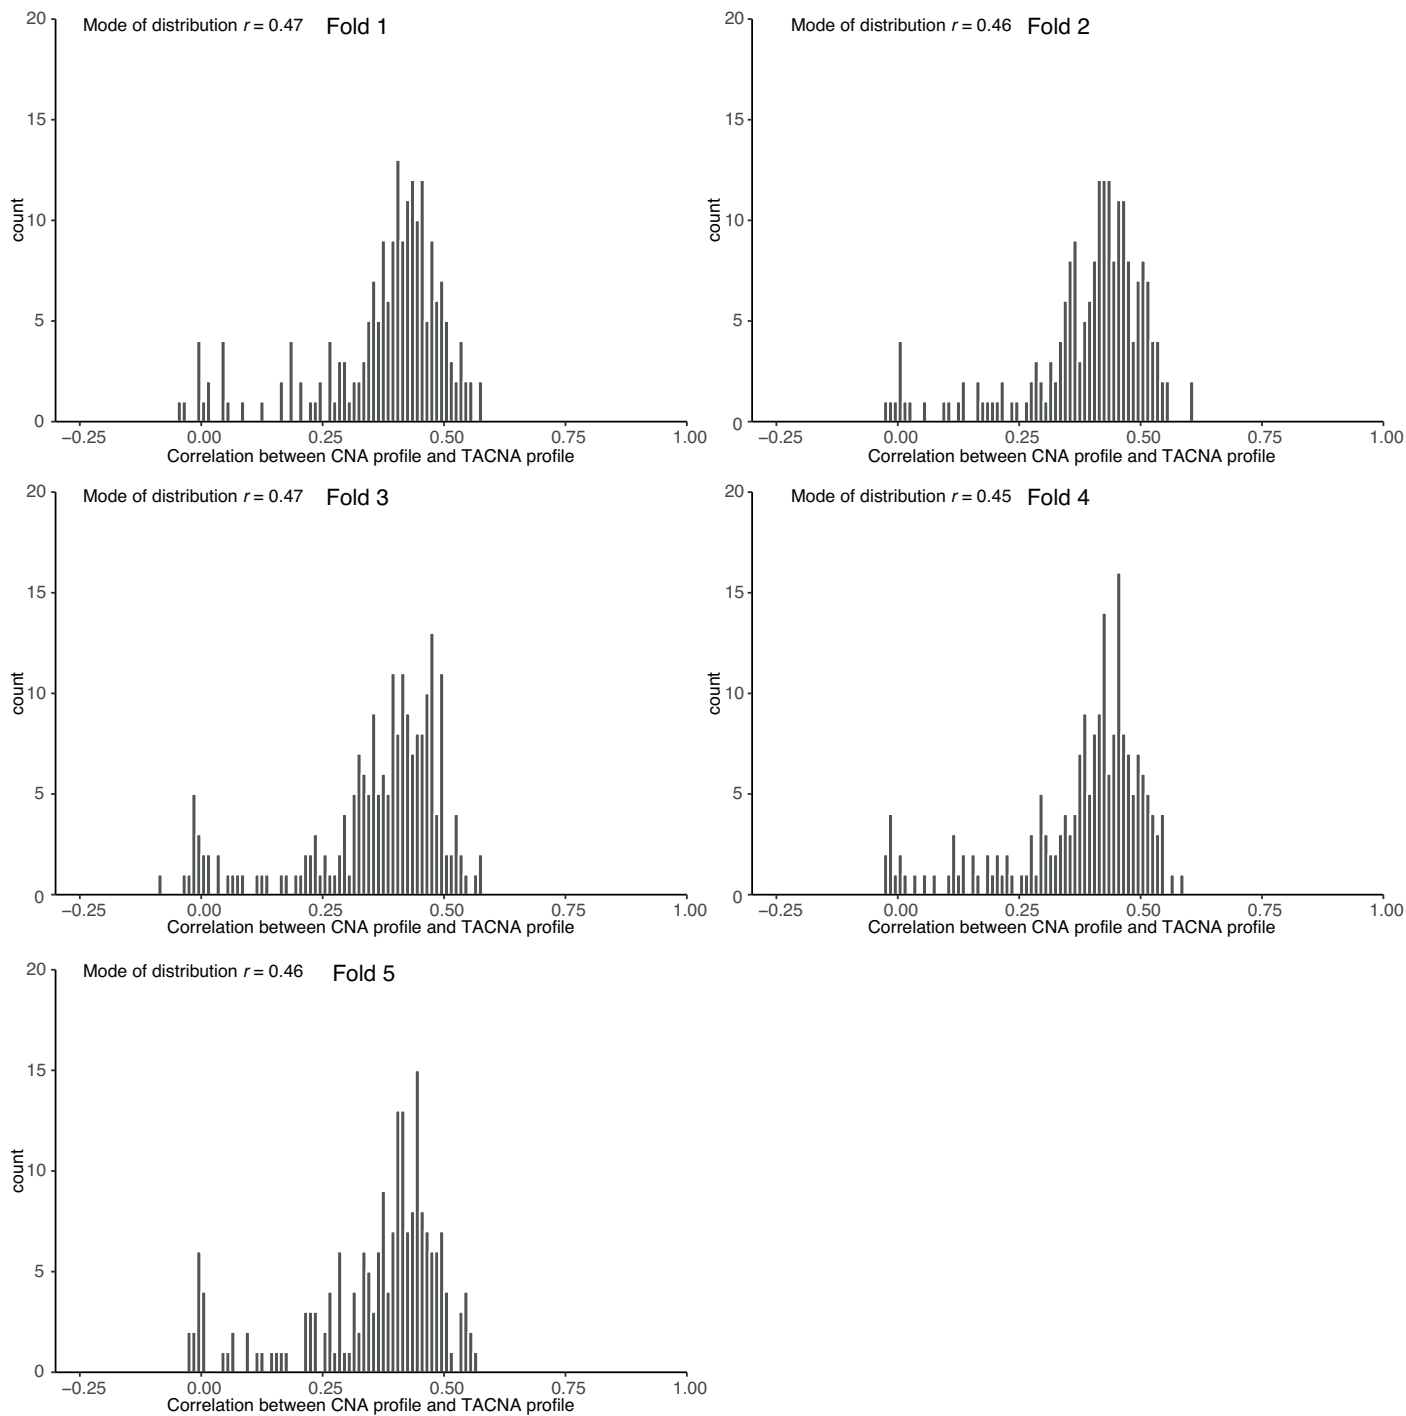 Mode of distribution r = 0.47 Fold 1
20
15
10
5
0
count
−0.25 0.00 0.25 0.50 0.75 1.00
Correlation between CNA profile and TACNA profile
Mode of distribution r = 0.46 Fold 2
20
15
10
5
0
count
−0.25 0.00 0.25 0.50 0.75 1.00
Correlation between CNA profile and TACNA profile
Mode of distribution r = 0.47 Fold 3
20
15
10
5
0
count
−0.25 0.00 0.25 0.50 0.75 1.00
Correlation between CNA profile and TACNA profile
Mode of distribution r = 0.45 Fold 4
20
15
10
5
0
count
−0.25 0.00 0.25 0.50 0.75 1.00
Correlation between CNA profile and TACNA profile
Mode of distribution r = 0.46 Fold 5
20
15
10
5
0
count
−0.25 0.00 0.25 0.50 0.75 1.00
Correlation between CNA profile and TACNA profile